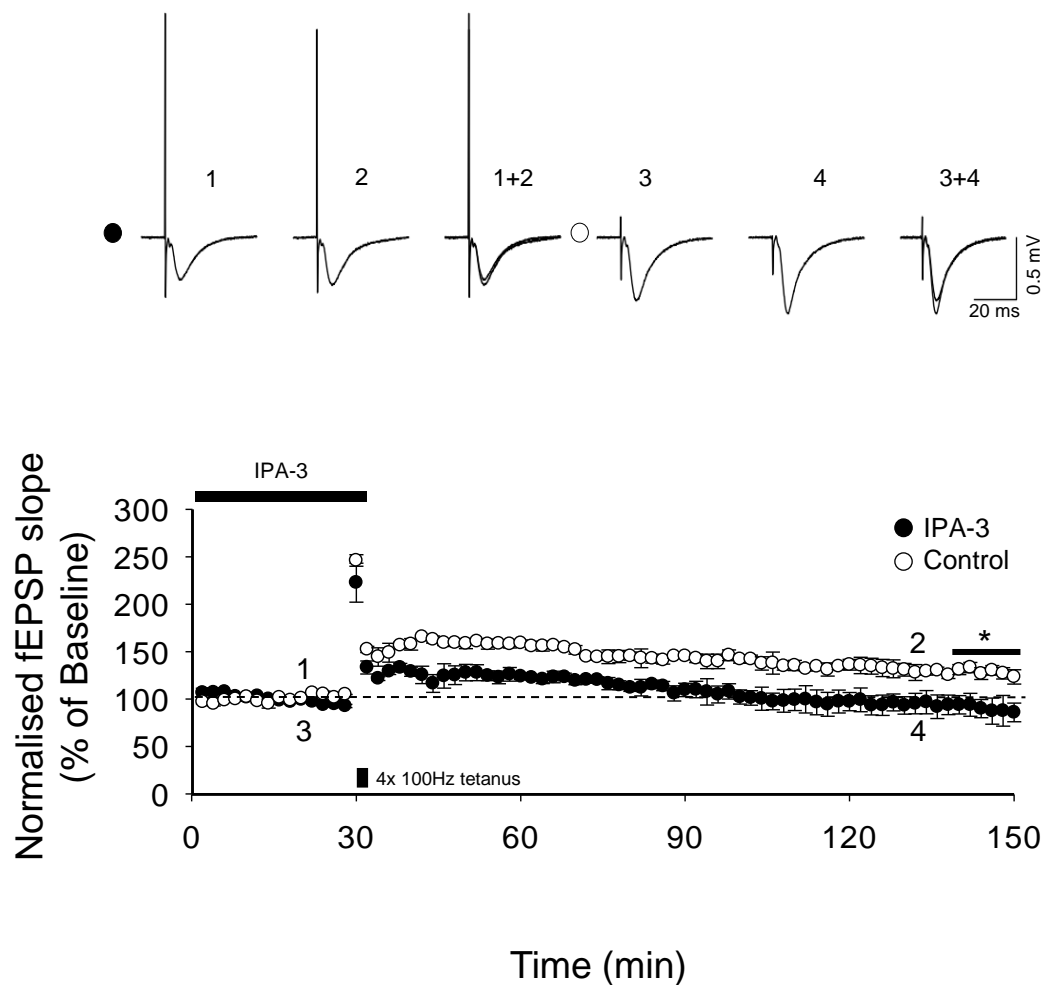 1 2 1+2 3 4 3+4
0.5 mV
20 ms
Normalised fEPSP slope
(% of Baseline)
IPA-3
300
250
200
150
100
50
0
IPA-3
Control
1
3
2
*
4
4x 100Hz tetanus
0 30 60 90 120 150
Time (min)